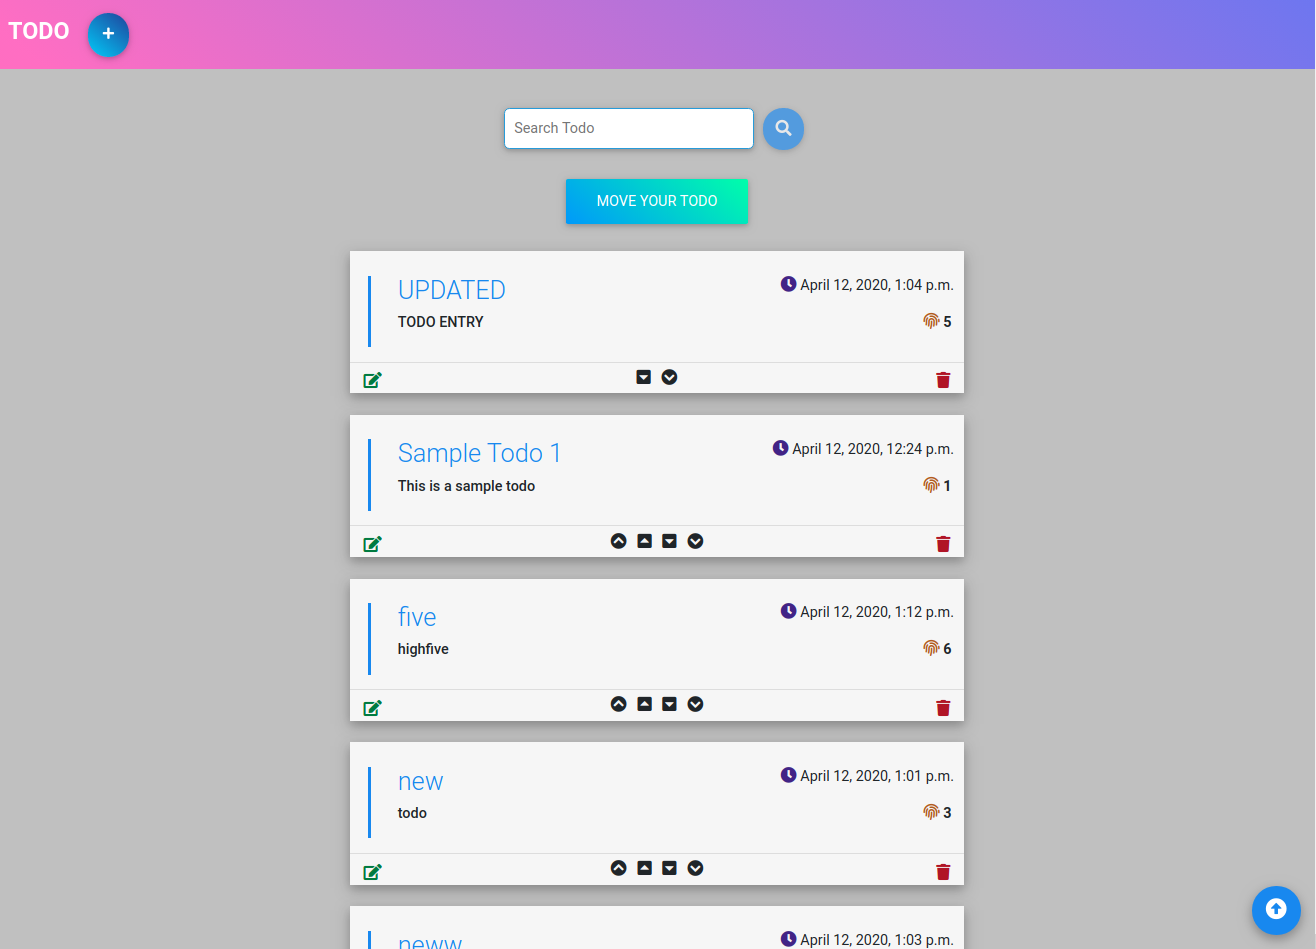 TODO +
Search Todo
MOVE YOUR TODO
UPDATED
April 12, 2020, 1:04 p.m.
TODO ENTRY
5
Sample Todo 1
April 12, 2020, 12:24 p.m.
This is a sample todo
1
five
April 12, 2020, 1:12 p.m.
highfive
6
new
April 12, 2020, 1:01 p.m.
todo
3
neww
April 12, 2020, 1:03 p.m.